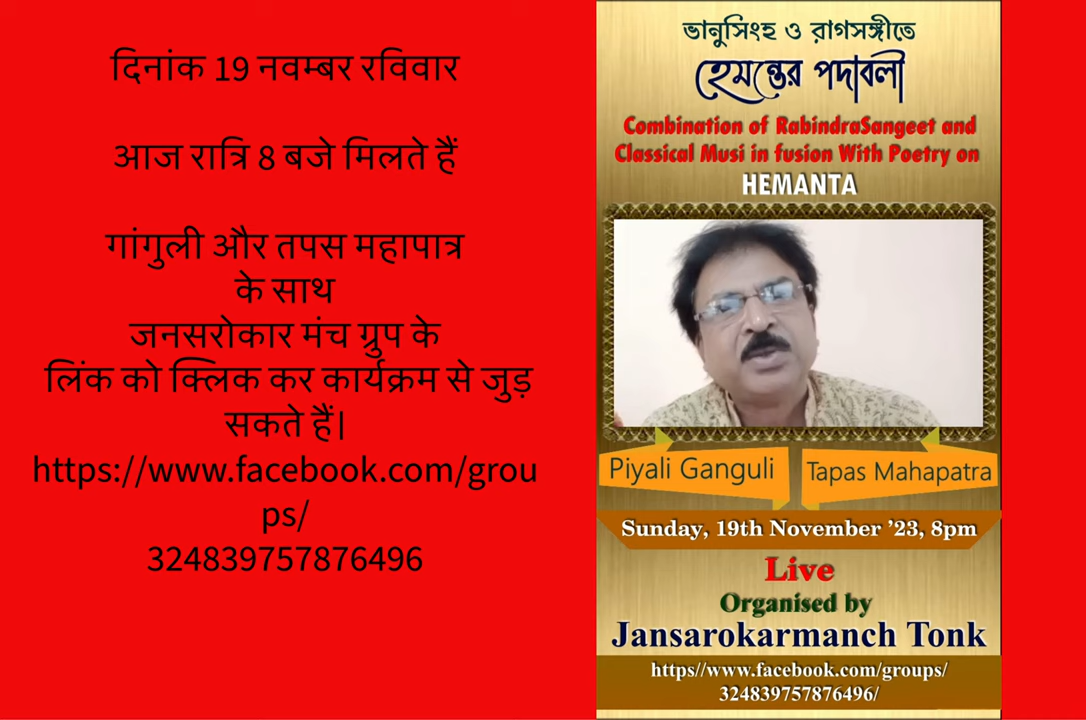 दिनांक 19 नवम्बर रविवार
आज रात्रि 8 बजे मिलते हैं
गांगुली और तपस महापात्र
के साथ
जनसरोकार मंच ग्रुप के
लिंक को क्लिक कर कार्यक्रम से जुड़
सकते हैं।
https://www.facebook.com/grou
ps/
324839757876496
ভানুসিংহ ও রাগসঙ্গীতে
হেমন্তের পদাবলী
Combination of RabindraSangeet and
Classical Musi in fusion With Poetry on
HEMANTA
Piyali Ganguli
Tapas Mahapatra
Sunday, 19th November ’23, 8pm
Live
Organised by
Jansarokarmanch Tonk
https//www.facebook.com/groups/
324839757876496/